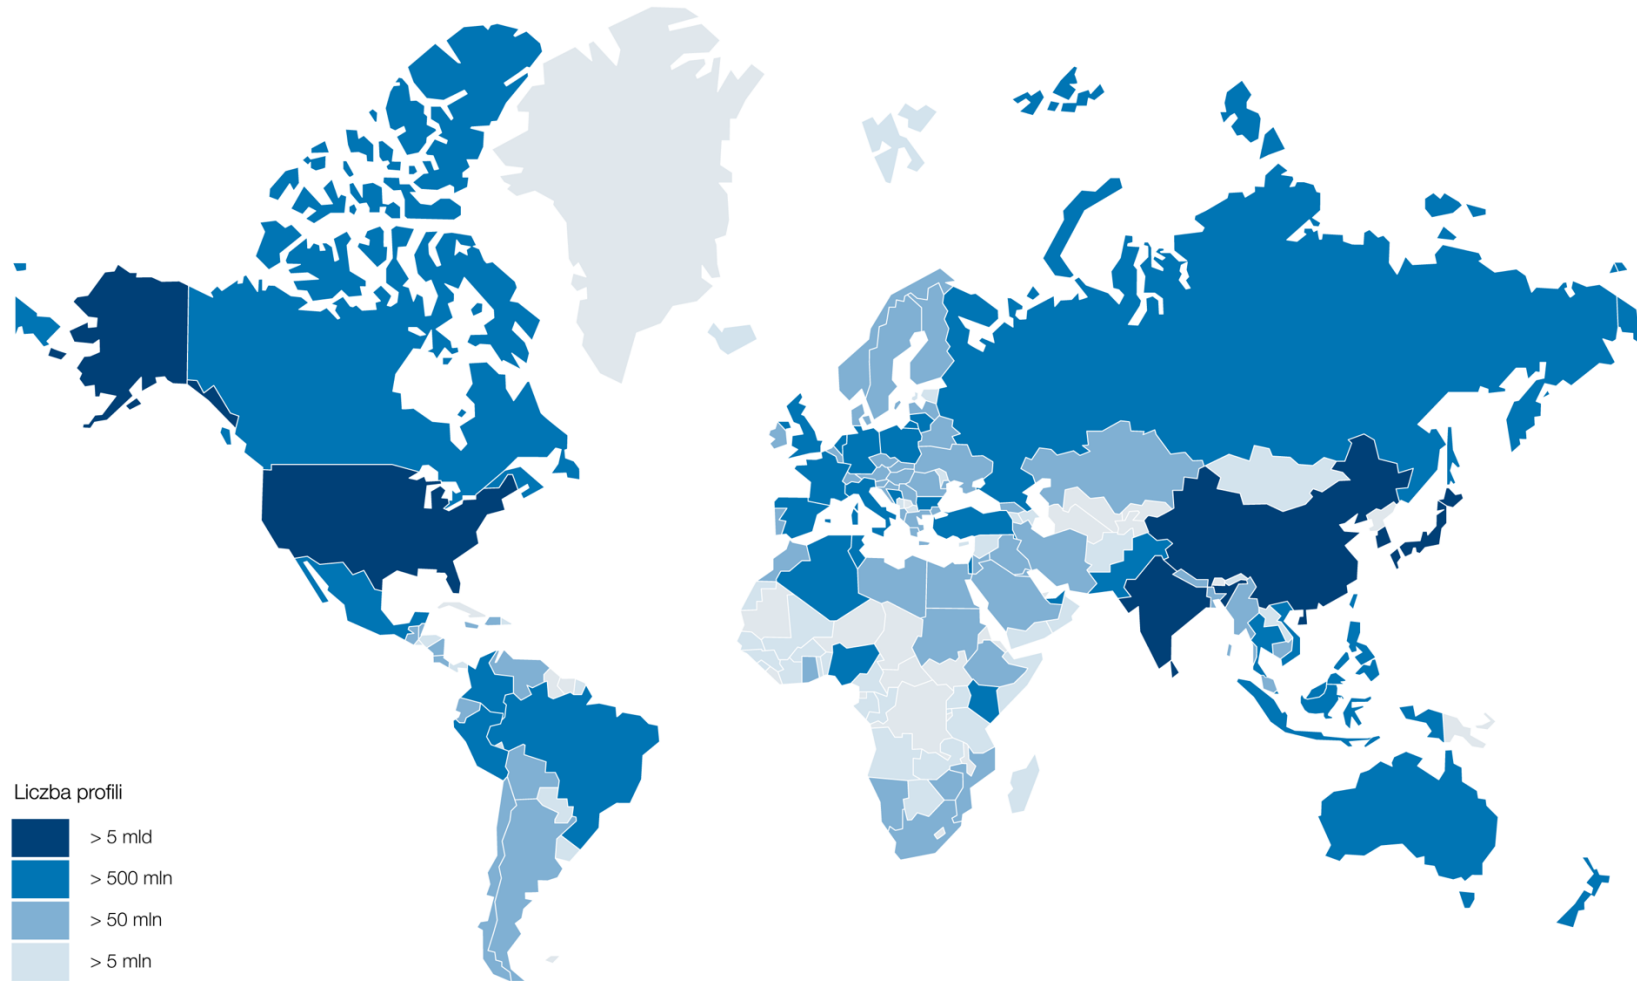 Liczba profili
> 5 mld
> 500 mln
> 50 mln
> 5 mln